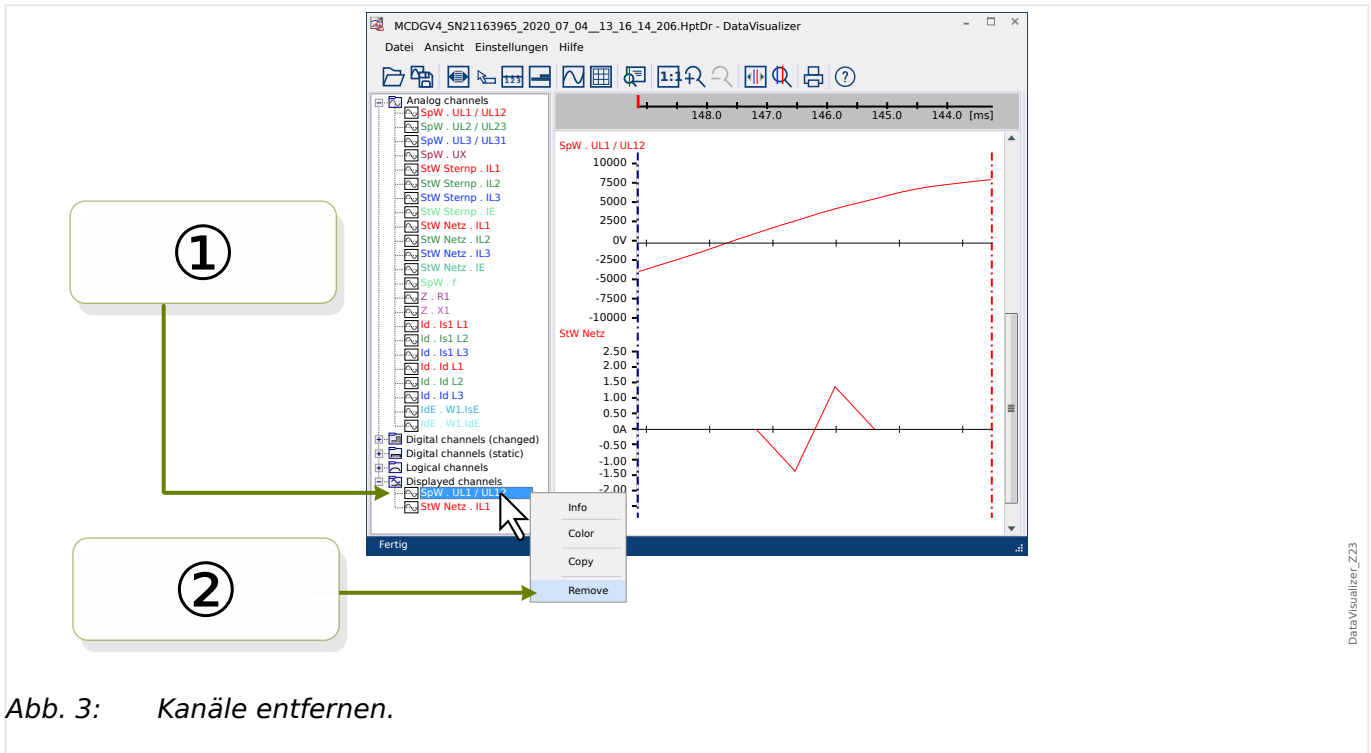 MCDGV4_SN21163965_2020_07_04__13_16_14_206.HptDr - DataVisualizer
Datei Ansicht Einstellungen Hilfe
1 2 3
1:1
Analog channels
SpW . UL1 / UL12
SpW . UL2 / UL23
SpW . UL3 / UL31
SpW . UX
StW Sternp . IL1
StW Sternp . IL2
StW Sternp . IL3
StW Sternp . IE
StW Netz . IL1
StW Netz . IL2
StW Netz . IL3
StW Netz . IE
SpW . f
Z . R1
Z . X1
Id . Is1 L1
Id . Is1 L2
Id . Is1 L3
Id . Id L1
Id . Id L2
Id . Id L3
IdE . W1.IsE
IdE . W1.IdE
Digital channels (changed)
Digital channels (static)
Logical channels
Displayed channels
SpW . UL1 / UL12
StW Netz . IL1
148.0 147.0 146.0 145.0 144.0 [ms]
SpW . UL1 / UL12
10000
7500
5000
2500
0V
-2500
-5000
-7500
-10000
StW Netz
2.50
2.00
1.50
1.00
0.50
0A
-0.50
-1.00
-1.50
-2.00
Info
Color
Copy
Remove
Fertig
①
②
DataVisualizer_Z23
Abb. 3: Kanäle entfernen.